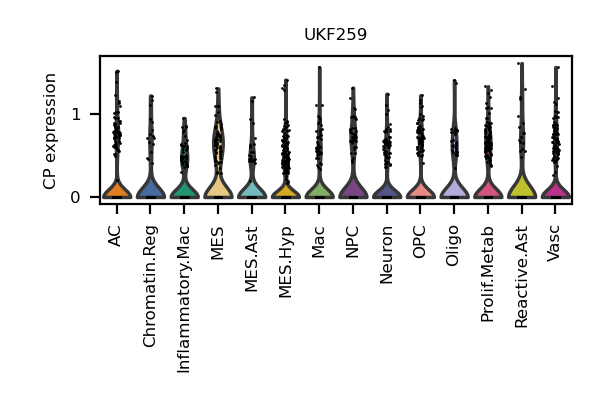 UKF259
CP expression
1
0
AC
Chromatin.Reg
Inflammatory.Mac
MES
MES.Ast
MES.Hyp
Mac
NPC
Neuron
OPC
Oligo
Prolif.Metab
Reactive.Ast
Vasc